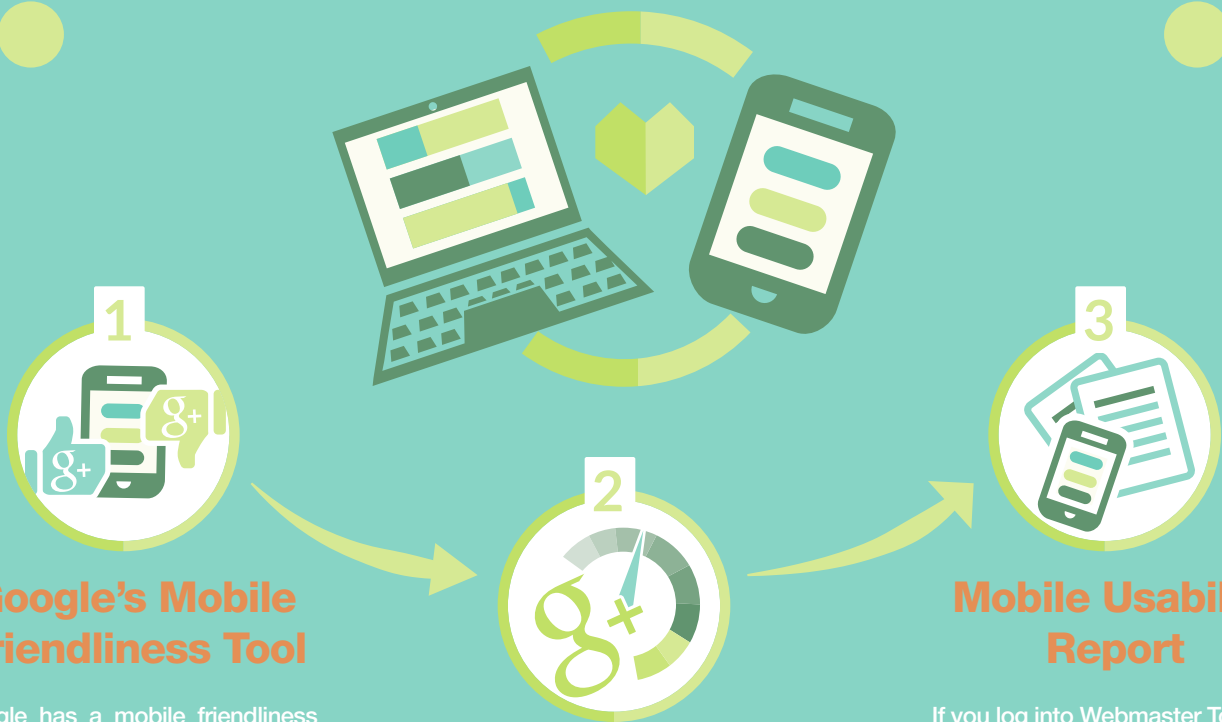 1
g+
g+
oogle's Mobile
riendliness Tool
gle has a mobile friendliness
2
g+
3
Mobile Usabil
Report
If you log into Webmaster T